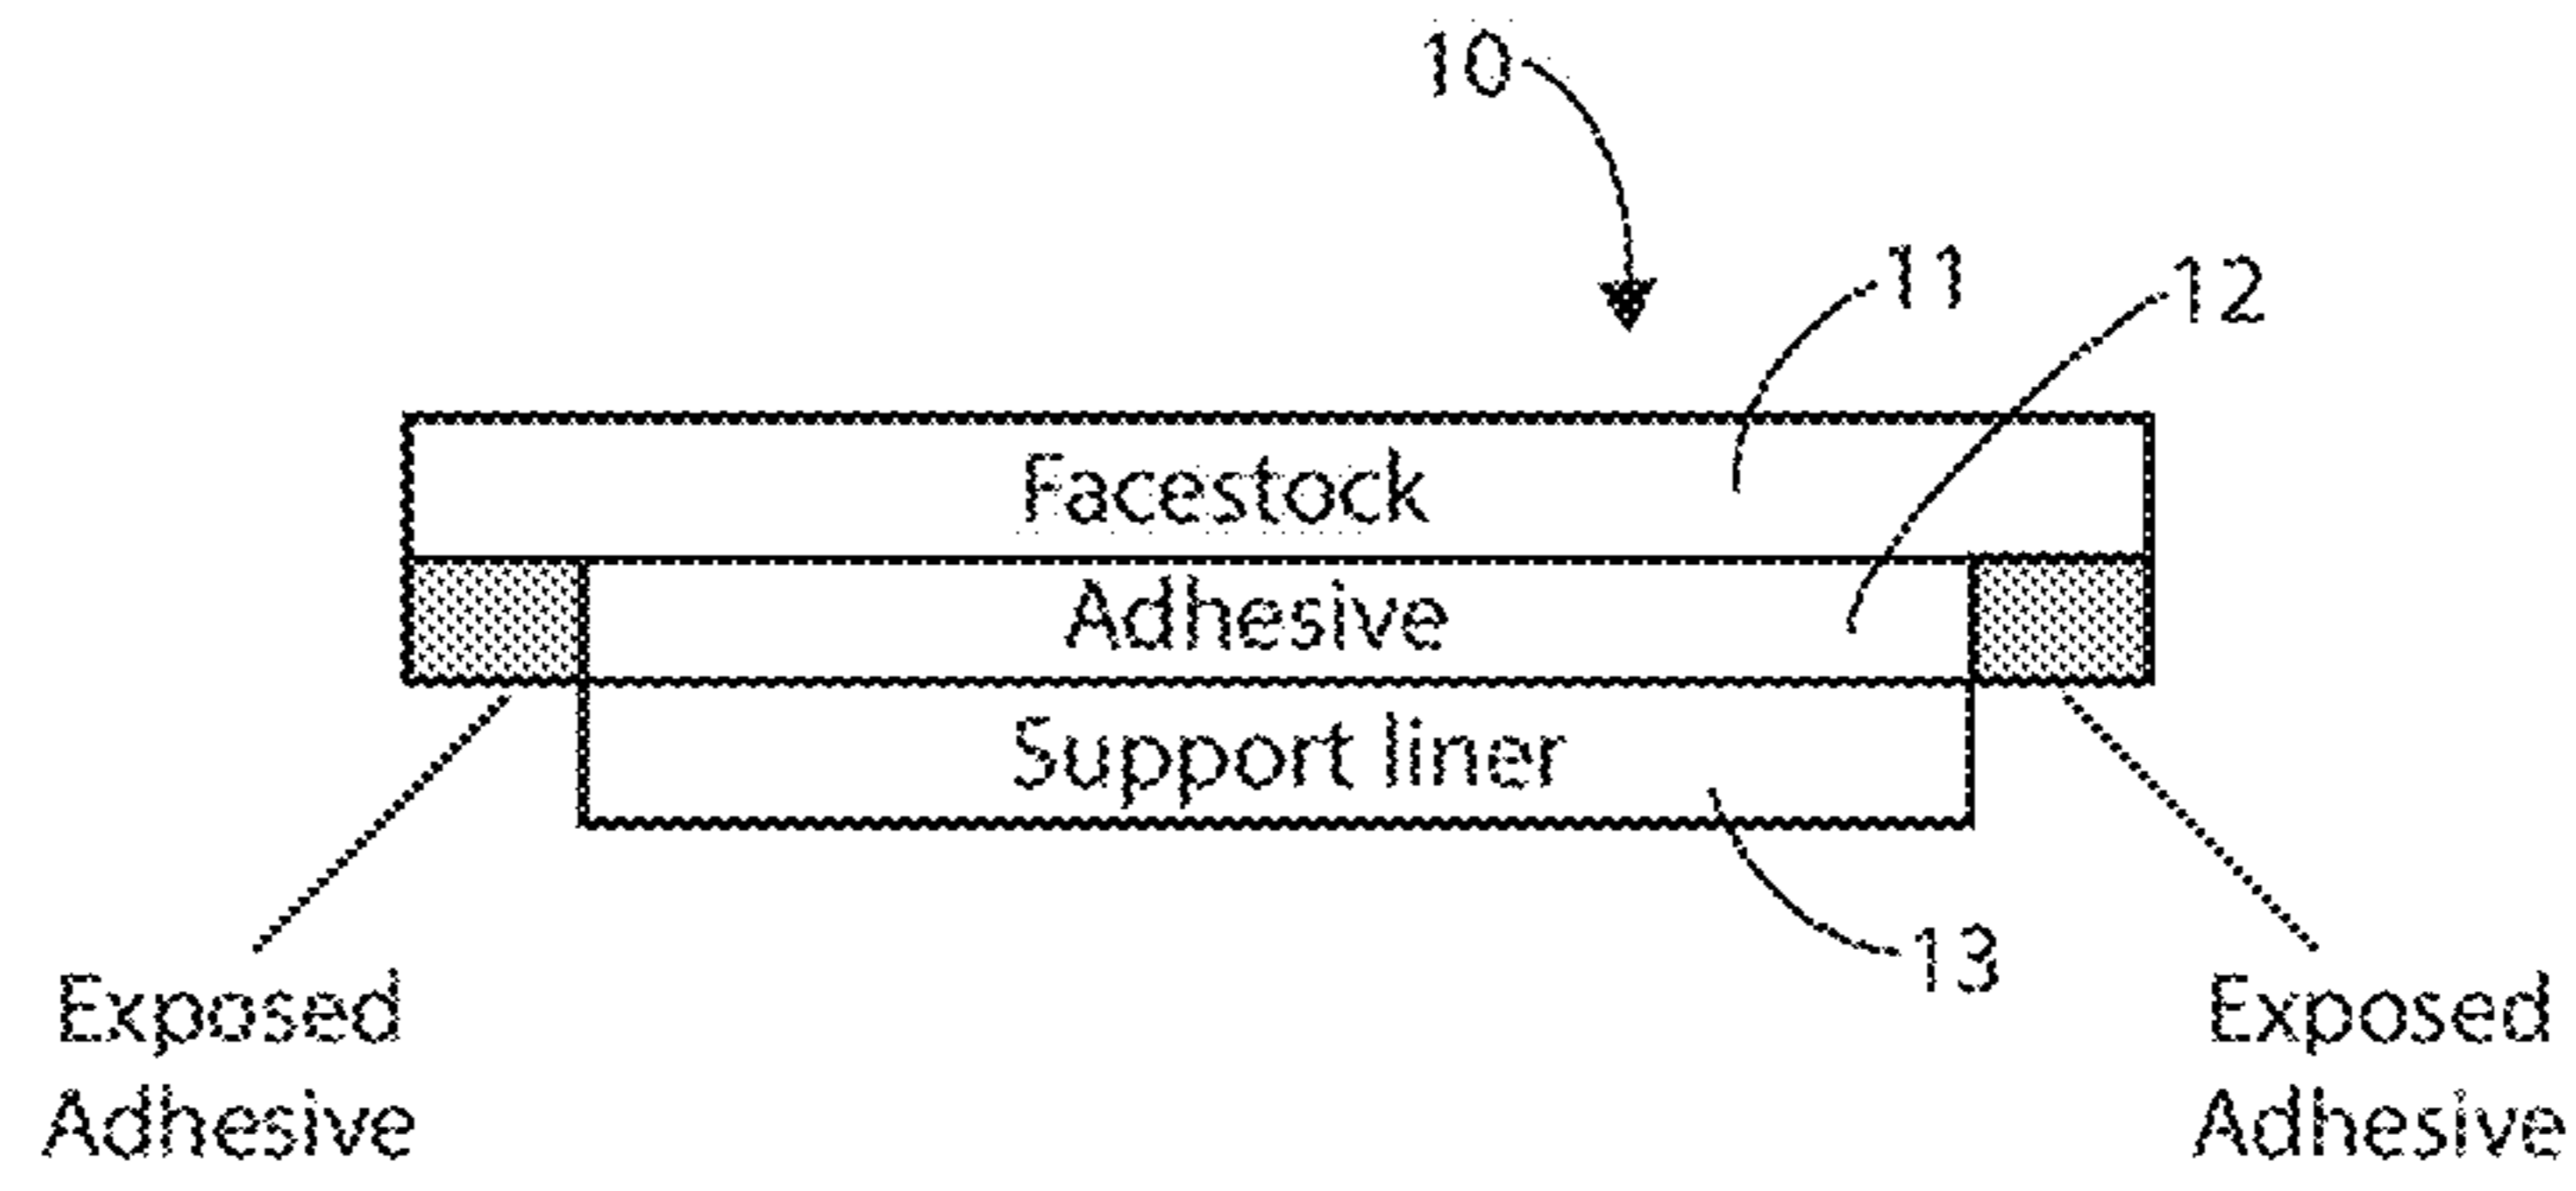 10
11
12
Facestock
Adhesive
Support liner
13
Exposed
Adhesive
Exposed
Adhesive